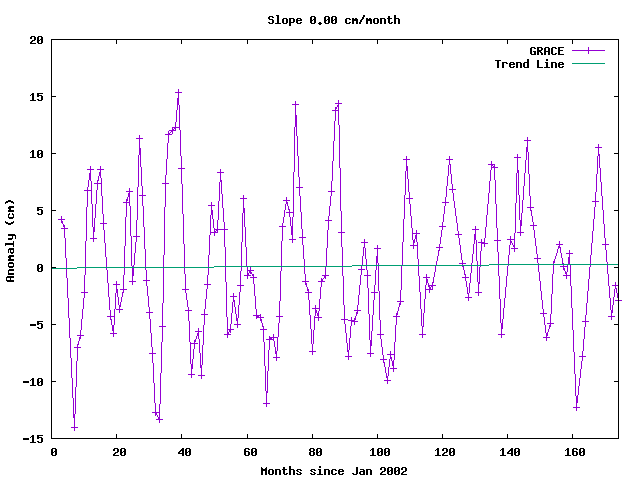 Slope 0.00 cm/month
GRACE
Trend Line
20
15
10
5
0
-5
-10
-15
Anomaly (cm)
0 20 40 60 80 100 120 140 160
Months since Jan 2002